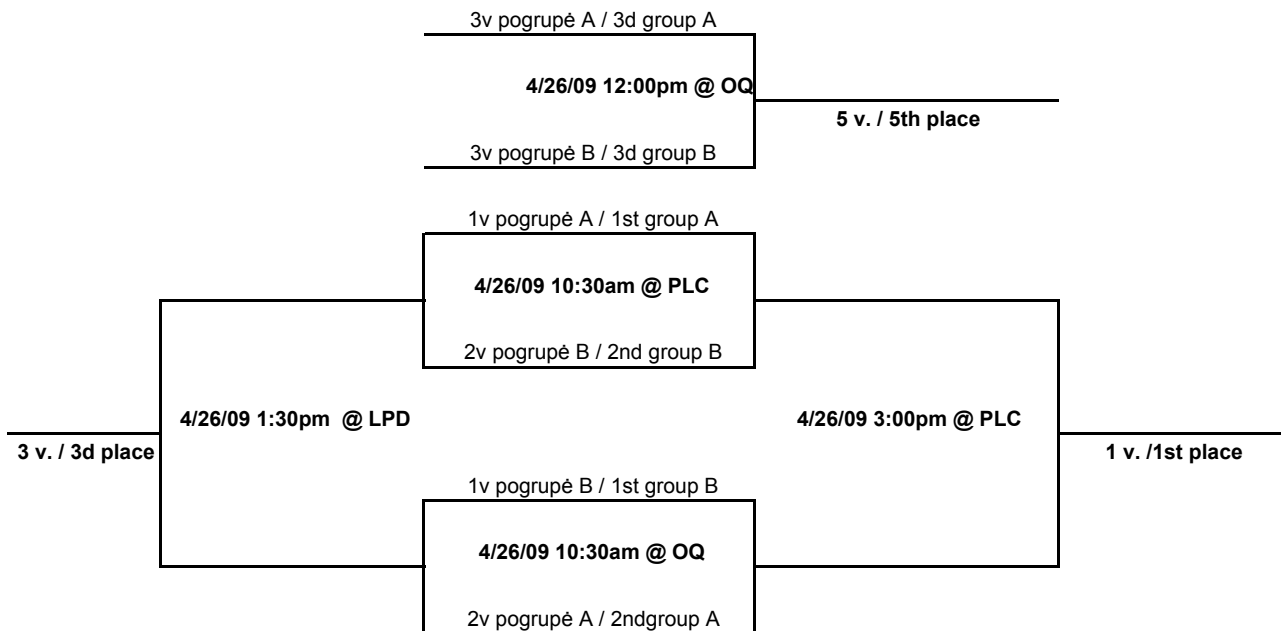 3v pogrupė A / 3d group A
4/26/09 12:00pm @ OQ
5 v. / 5th place
3v pogrupė B / 3d group B
1v pogrupė A / 1st group A
4/26/09 10:30am @ PLC
2v pogrupė B / 2nd group B
4/26/09 1:30pm @ LPD
4/26/09 3:00pm @ PLC
3 v. / 3d place
1 v. /1st place
1v pogrupė B / 1st group B
4/26/09 10:30am @ OQ
2v pogrupė A / 2ndgroup A